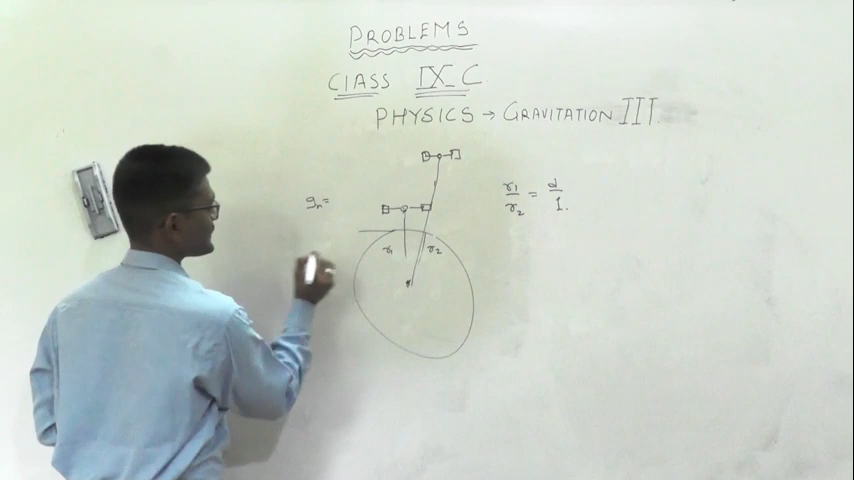 PROBLEMS
CLASS IX C
PHYSICS → GRAVITATION III.
gh=
r1/r2 = 2/1.
r1 r2